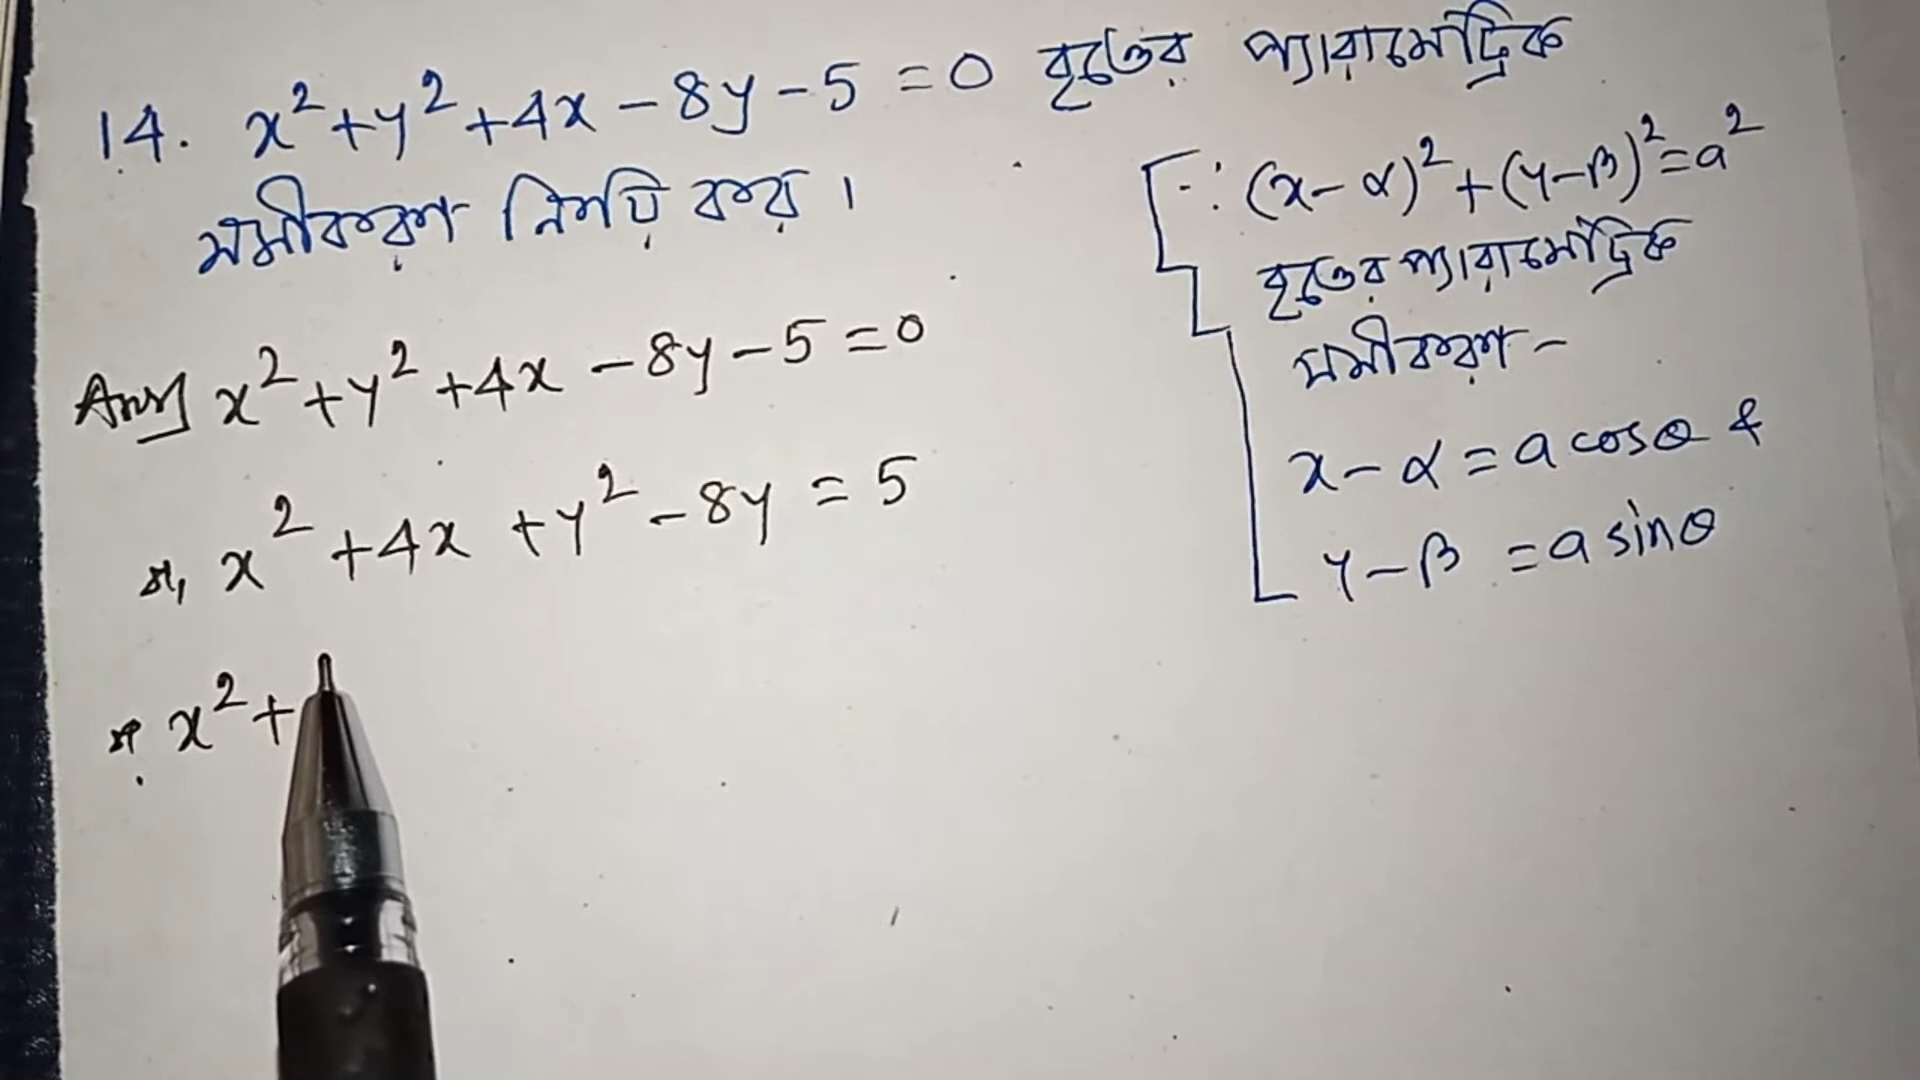 14. x²+y²+4x-8y-5=0 বৃত্তের প্যারামেট্রিক
সমীকরণ নির্ণয় কর।
[∵ (x-α)²+(y-β)²=a²
বৃত্তের প্যারামেট্রিক
সমীকরণ-
x-α=a cosθ &
y-β=a sinθ
Ans] x²+y²+4x-8y-5=0
বা, x²+4x+y²-8y=5
বা, x²+